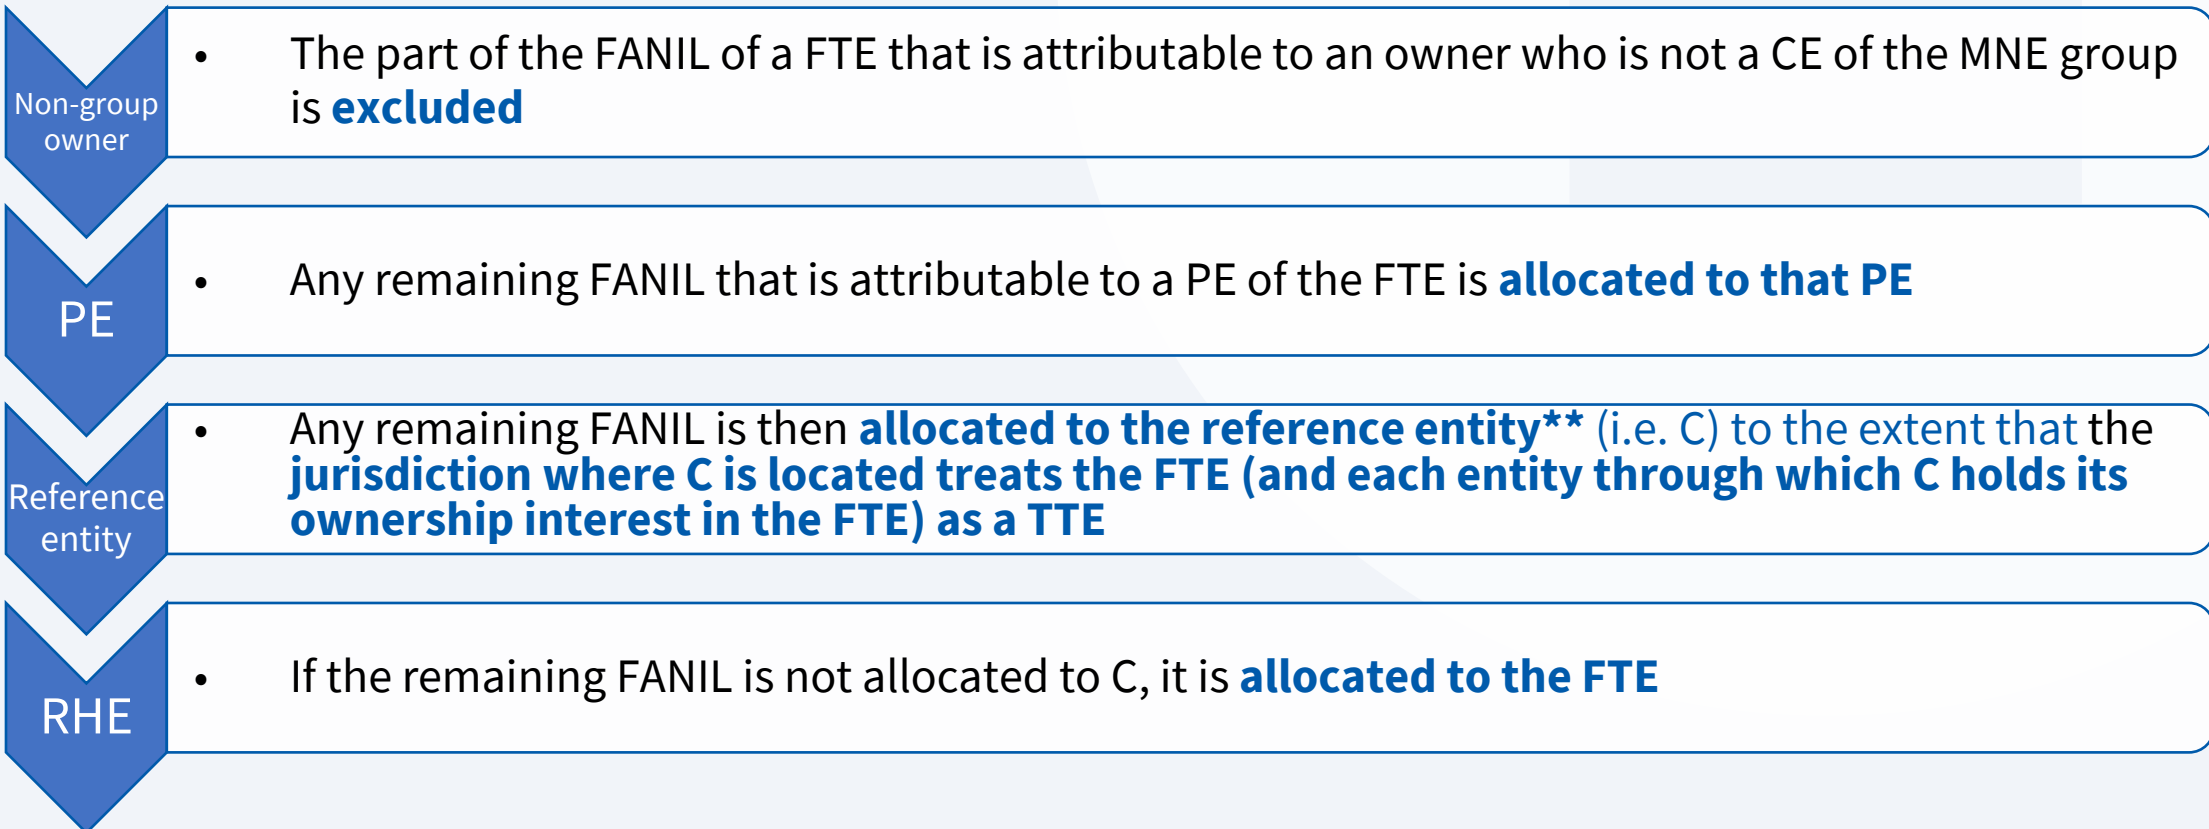 Non-group
owner
• The part of the FANIL of a FTE that is attributable to an owner who is not a CE of the MNE group
is excluded
PE
• Any remaining FANIL that is attributable to a PE of the FTE is allocated to that PE
Reference
entity
• Any remaining FANIL is then allocated to the reference entity** (i.e. C) to the extent that the
jurisdiction where C is located treats the FTE (and each entity through which C holds its
ownership interest in the FTE) as a TTE
RHE
• If the remaining FANIL is not allocated to C, it is allocated to the FTE